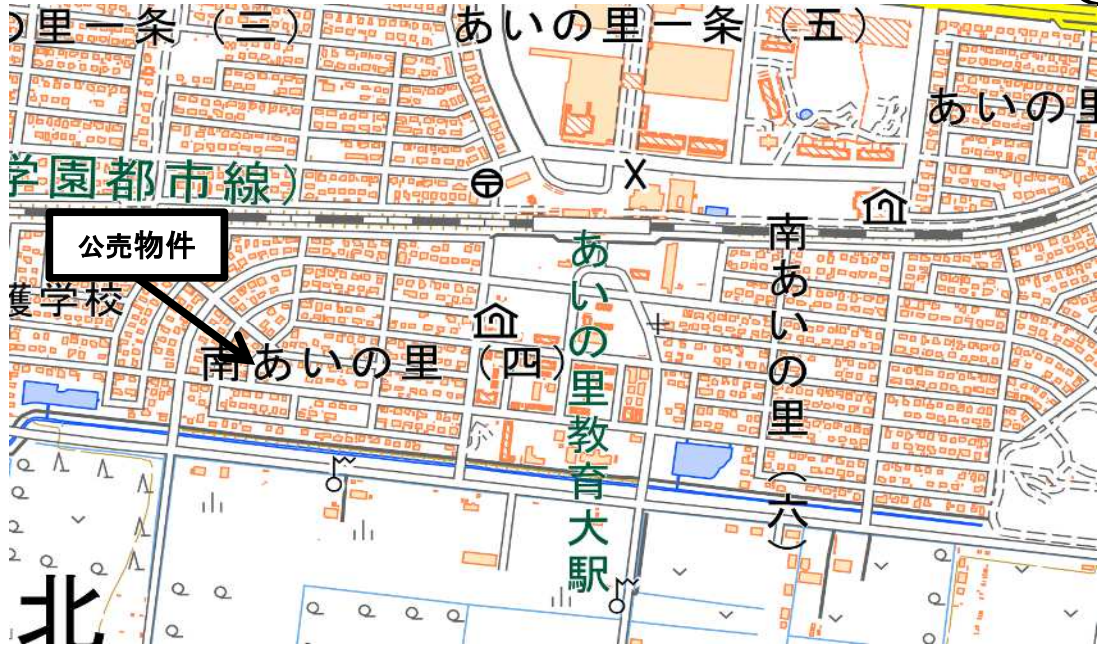 の里一条（三）
あいの里一条（五）
あいの里
学園都市線）
公売物件
護学校
南あいの里（四）
あいの里教育大駅
南あいの里（六）
北